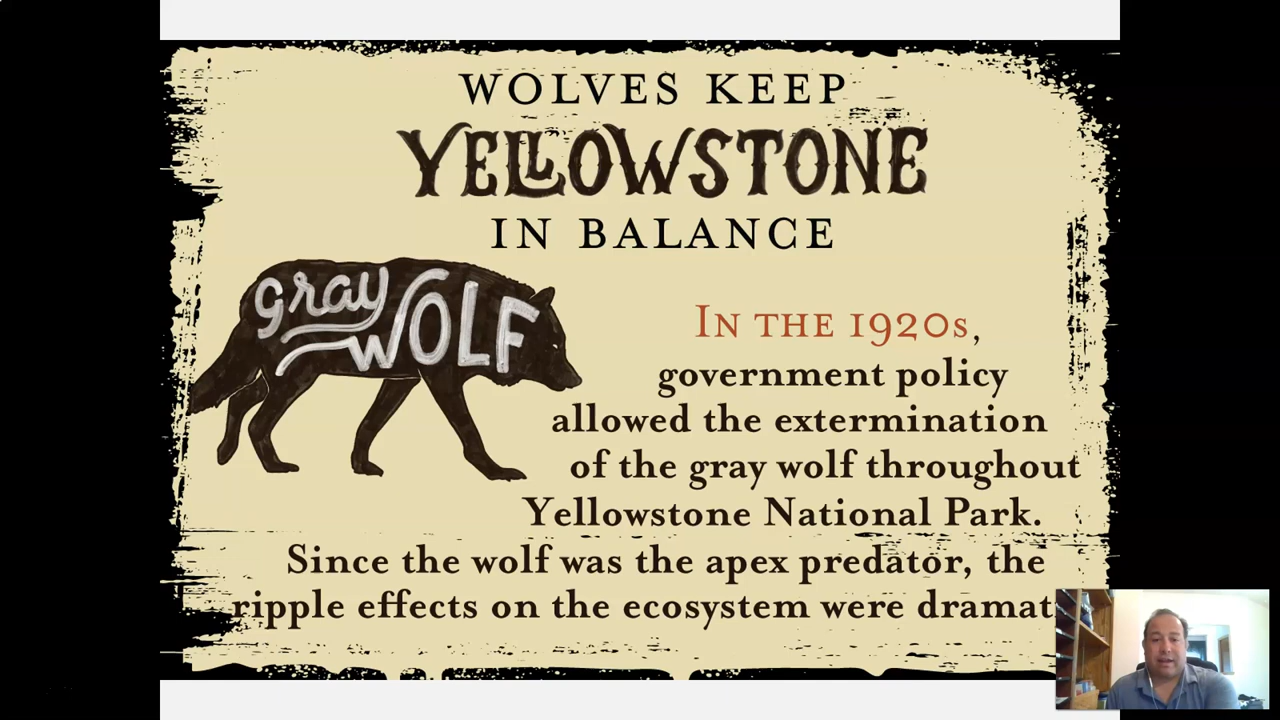 WOLVES KEEP
YELLOWSTONE
IN BALANCE
gray
WOLF
IN THE 1920s,
government policy
allowed the extermination
of the gray wolf throughout
Yellowstone National Park.
Since the wolf was the apex predator, the
ripple effects on the ecosystem were